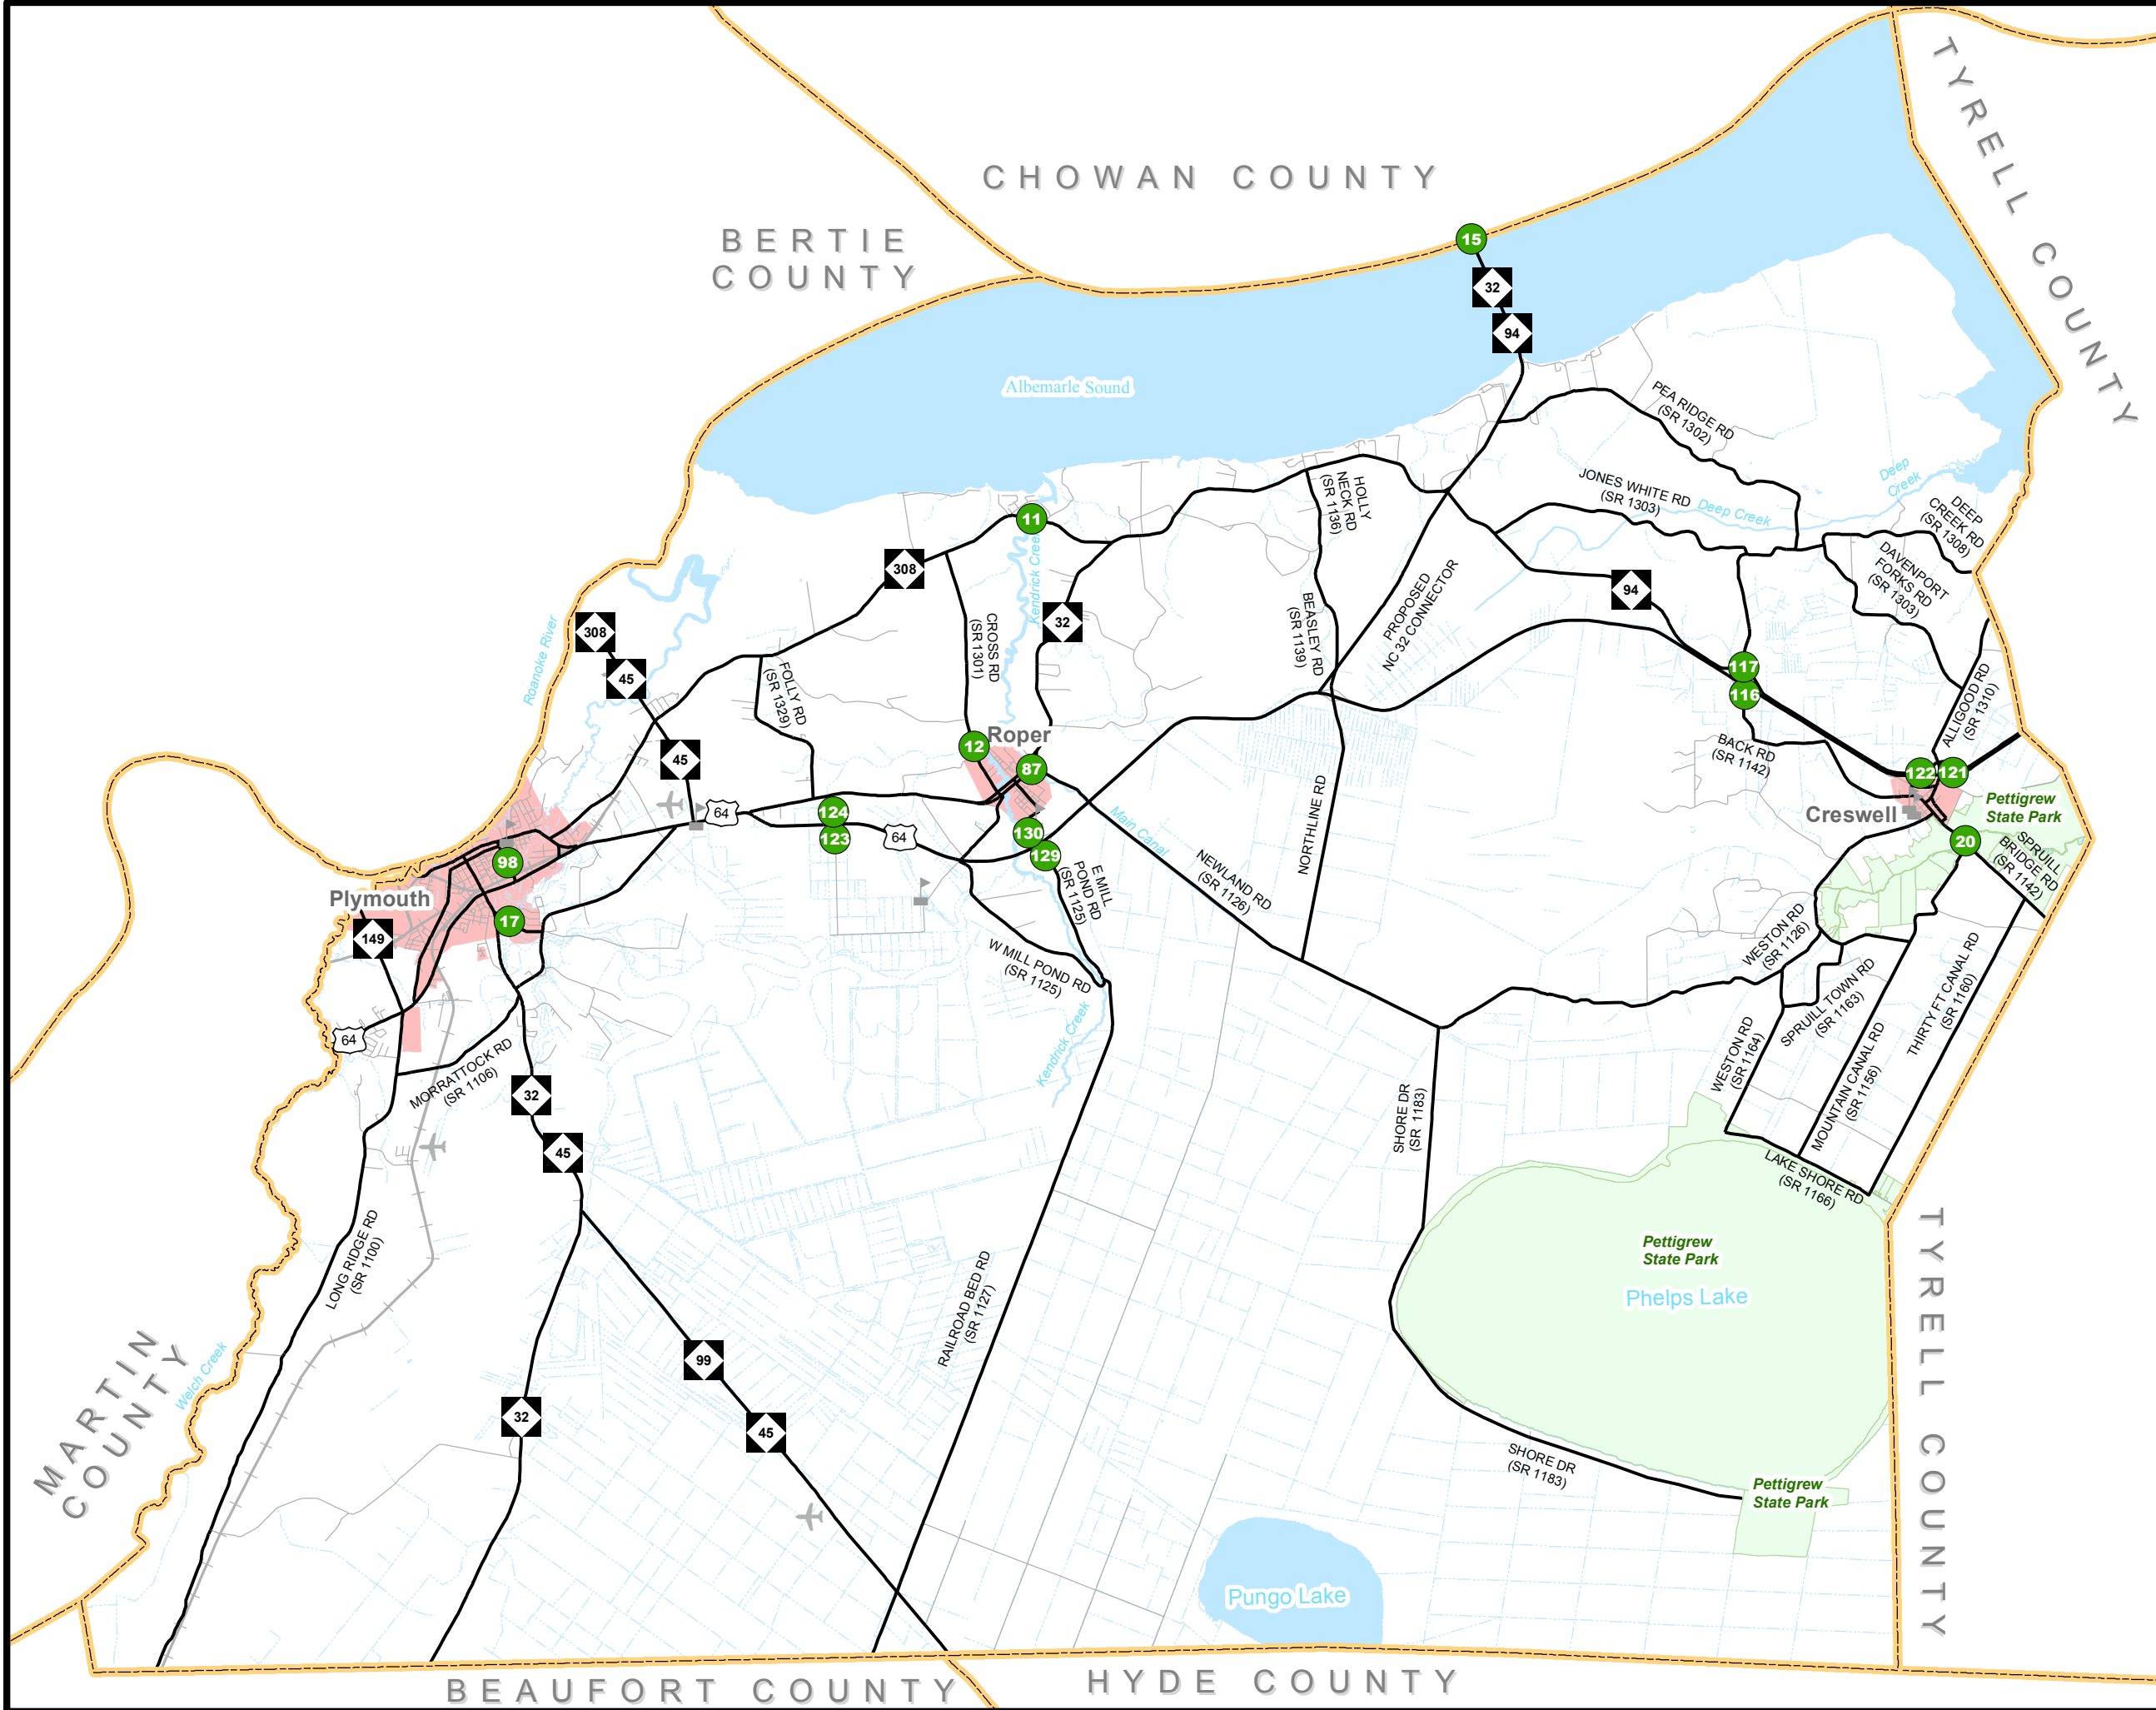 TYRELL COUNTY
CHOWAN COUNTY
BERTIE
COUNTY
15
32
94
Albemarle Sound
PEA RIDGE RD
(SR 1302)
JONES WHITE RD
(SR 1303)
Deep Creek
Deep
Creek
DEEP
CREEK RD
(SR 1308)
DAVENPORT
FORKS RD
(SR 1303)
HOLLY
NECK RD
(SR 1136)
11
308
Kendrick Creek
CROSS RD
(SR1301)
32
BEASLEY RD
(SR 1139)
PROPOSED
NC 32 CONNECTOR
94
308
45
Roanoke River
FOLLY RD
(SR 1329)
117
116
ALLIGOOD RD
(SR 1310)
BACK RD
(SR 1142)
Roper
12
87
45
122
121
Creswell
Pettigrew
State Park
64
124
123
64
130
129
Main Canal
NORTHLINE RD
20
SPRUILL
BRIDGE RD
(SR 1142)
98
Plymouth
17
149
E MILL
POND RD
(SR 1125)
NEWLAND RD
(SR 1126)
W MILL POND RD
(SR 1125)
WESTON RD
(SR 1126)
SPRUILL TOWN RD
(SR 1163)
THIRTY FT CANAL RD
(SR 1160)
64
MORRATTOCK RD
(SR 1106)
Kendrick Creek
WESTON RD
(SR 1164)
MOUNTAIN CANAL RD
(SR 1156)
32
45
SHORE DR
(SR 1183)
LAKE SHORE RD
(SR 1166)
LONG RIDGE RD
(SR 1100)
Pettigrew
State Park
Phelps Lake
RAILROAD BED RD
(SR 1127)
TYRELL COUNTY
MARTIN
COUNTY
Welch Creek
99
32
45
SHORE DR
(SR 1183)
Pettigrew
State Park
Pungo Lake
BEAUFORT COUNTY
HYDE COUNTY